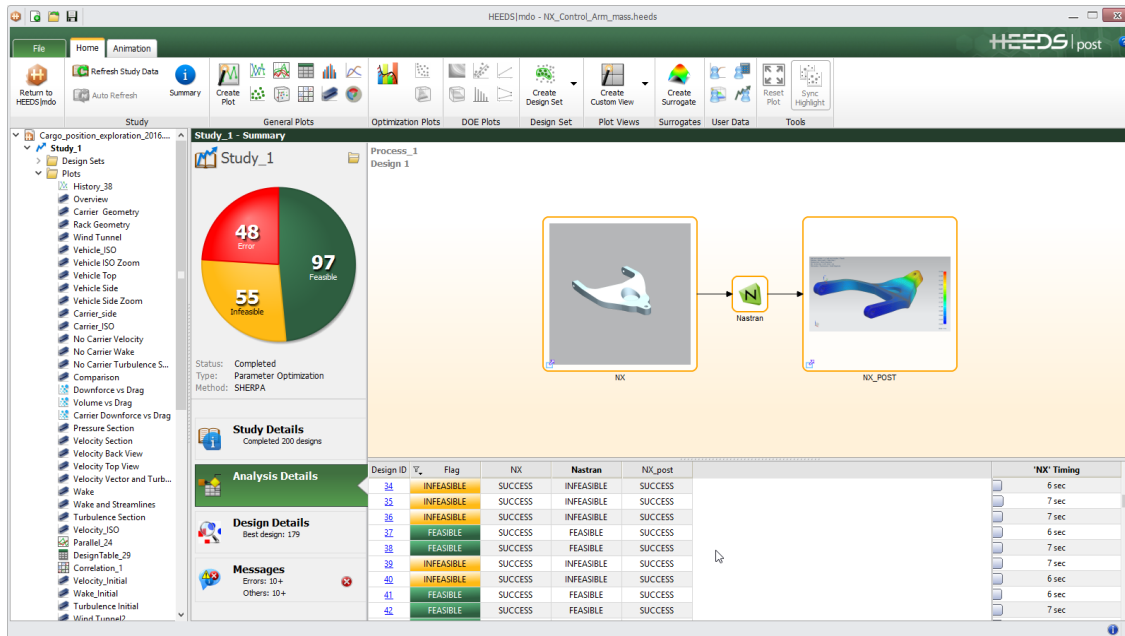 HEEDS|mdo - NX_Control_Arm_mass.heeds
File
Home
Animation
HEEDS | post
Return to
HEEDS|mdo
Refresh Study Data
Auto Refresh
Summary
Create
Plot
Create
Design Set
Create
Custom View
Create
Surrogate
Reset
Plot
Sync
Highlight
Study
General Plots
Optimization Plots
DOE Plots
Design Set
Plot Views
Surrogates
User Data
Tools
Cargo_position_exploration_2016....
Study_1
Design Sets
Plots
History_38
Overview
Carrier Geometry
Rack Geometry
Wind Tunnel
Vehicle_ISO
Vehicle ISO Zoom
Vehicle Top
Vehicle Side
Vehicle Side Zoom
Carrier_side
Carrier_ISO
No Carrier Velocity
No Carrier Wake
No Carrier Turbulence S...
Comparison
Downforce vs Drag
Volume vs Drag
Carrier Downforce vs Drag
Pressure Section
Velocity Section
Velocity Back View
Velocity Top View
Velocity Vector and Turb...
Wake
Wake and Streamlines
Turbulence Section
Velocity_ISO
Parallel_24
DesignTable_29
Correlation_1
Velocity_Initial
Wake_Initial
Turbulence Initial
Wind Tunnel2
Study_1 - Summary
Study_1
48
Error
97
Feasible
55
Infeasible
Status: Completed
Type: Parameter Optimization
Method: SHERPA
Study Details
Completed 200 designs
Analysis Details
Design Details
Best design: 179
Messages
Errors: 10+
Others: 10+
Process_1
Design 1
NX
N
Nastran
NX_POST
Design ID Flag NX Nastran NX_post 'NX' Timing
34 INFEASIBLE SUCCESS INFEASIBLE SUCCESS 6 sec
35 INFEASIBLE SUCCESS INFEASIBLE SUCCESS 7 sec
36 INFEASIBLE SUCCESS INFEASIBLE SUCCESS 7 sec
37 FEASIBLE SUCCESS FEASIBLE SUCCESS 6 sec
38 FEASIBLE SUCCESS FEASIBLE SUCCESS 7 sec
39 INFEASIBLE SUCCESS INFEASIBLE SUCCESS 7 sec
40 INFEASIBLE SUCCESS INFEASIBLE SUCCESS 6 sec
41 FEASIBLE SUCCESS FEASIBLE SUCCESS 6 sec
42 FEASIBLE SUCCESS FEASIBLE SUCCESS 7 sec